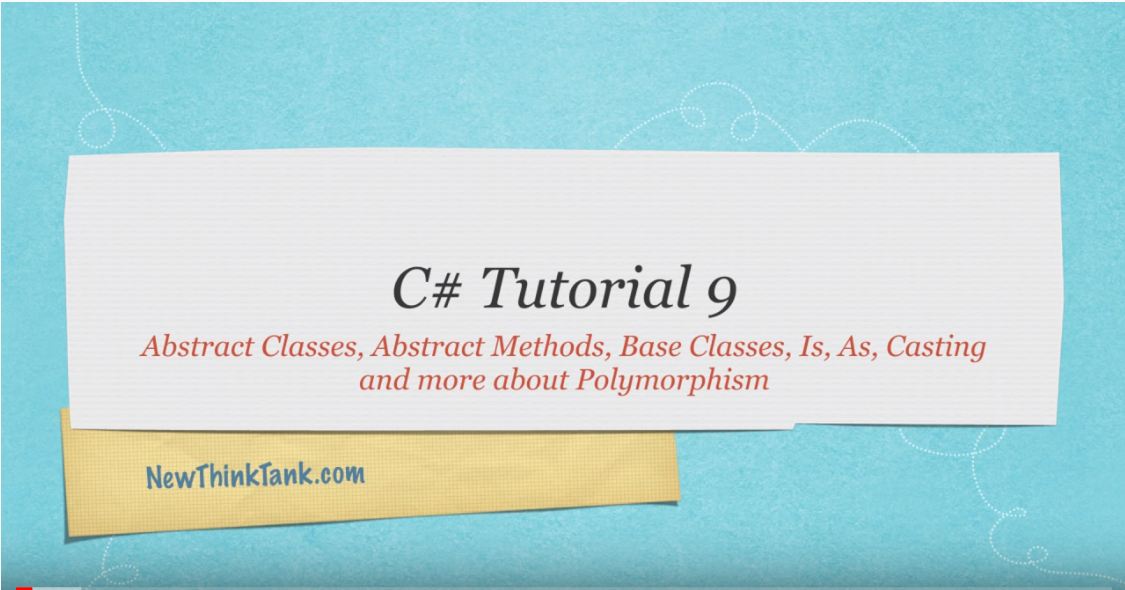 C# Tutorial 9
Abstract Classes, Abstract Methods, Base Classes, Is, As, Casting
and more about Polymorphism
NewThinkTank.com